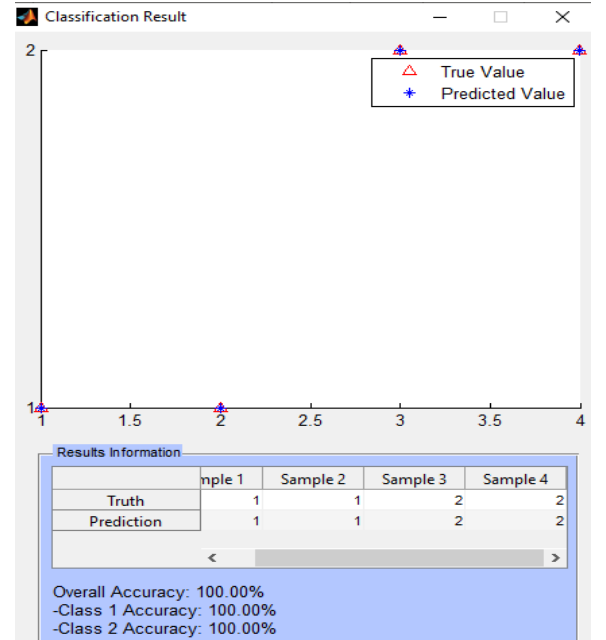 Classification Result
2
True Value
Predicted Value
1
1 1.5 2 2.5 3 3.5 4
Results Information
mple 1 Sample 2 Sample 3 Sample 4
Truth 1 1 2 2
Prediction 1 1 2 2
Overall Accuracy: 100.00%
-Class 1 Accuracy: 100.00%
-Class 2 Accuracy: 100.00%